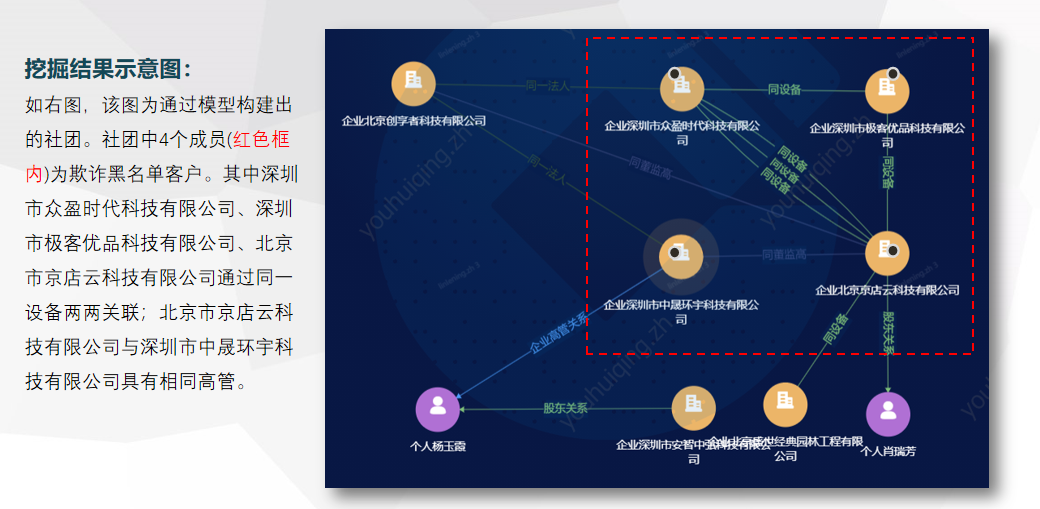 挖掘结果示意图：
如右图，该图为通过模型构建出
的社团。社团中4个成员(红色框
内)为欺诈黑名单客户。其中深圳
市众盈时代科技有限公司、深圳
市极客优品科技有限公司、北京
市京店云科技有限公司通过同一
设备两两关联；北京市京店云科
技有限公司与深圳市中晟环宇科
技有限公司具有相同高管。
同一法人
同设备
企业北京创孚者科技有限公司
企业深圳市众盈时代科技有限公
司
企业深圳市极客优品科技有限公
司
同一法人
同董监高
同设备
同设备
同设备
同设备
同董监高
企业深圳市中晟环宇科技有限公
司
企业北京京店云科技有限公司
企业高管关系
同设备
股东关系
股东关系
个人杨玉霞
司
公司
个人肖瑞芳
youhuiqing.zh
youhuiqing.zh
youhuiqing.zh